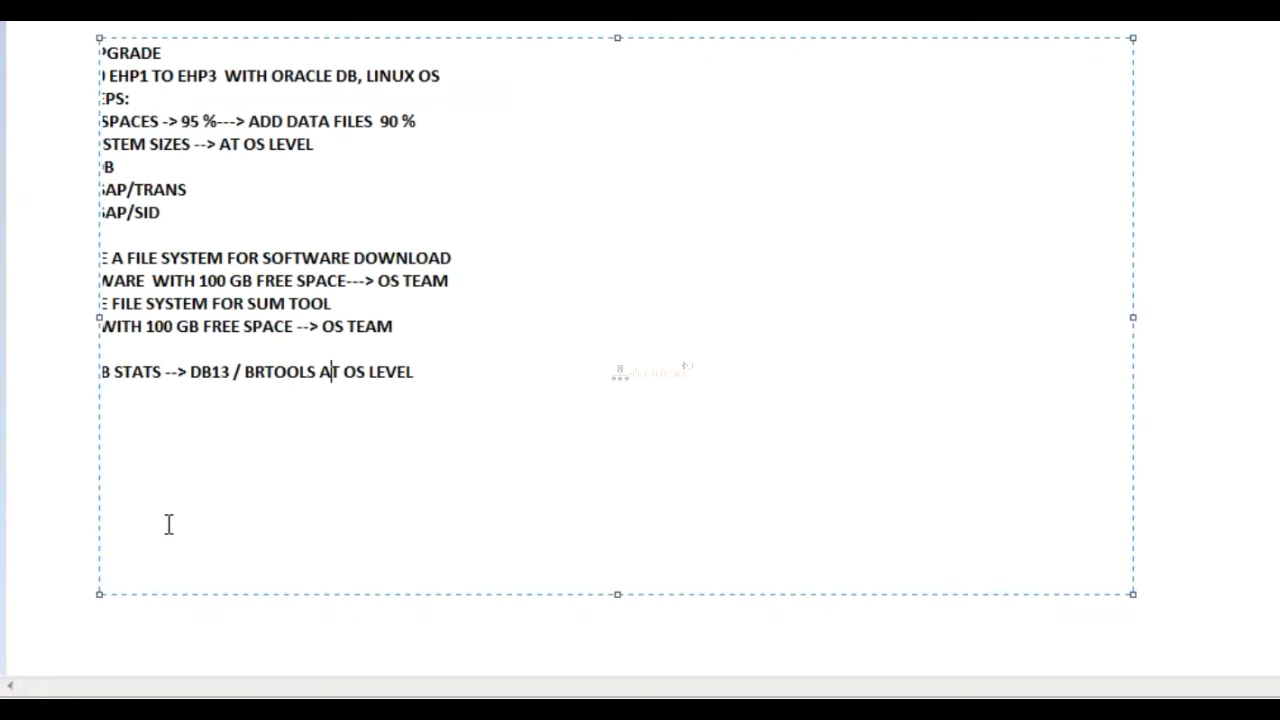 PGRADE
EHP1 TO EHP3 WITH ORACLE DB, LINUX OS
EPS:
SPACES -> 95 %---> ADD DATA FILES 90 %
STEM SIZES --> AT OS LEVEL
B
AP/TRANS
AP/SID
E A FILE SYSTEM FOR SOFTWARE DOWNLOAD
WARE WITH 100 GB FREE SPACE---> OS TEAM
E FILE SYSTEM FOR SUM TOOL
WITH 100 GB FREE SPACE --> OS TEAM
B STATS --> DB13 / BRTOOLS AT OS LEVEL